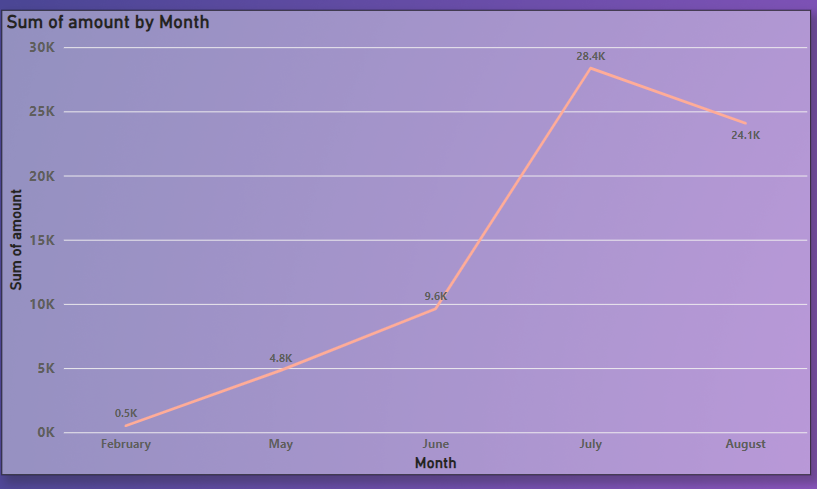 Sum of amount by Month
30K
25K
20K
15K
10K
5K
0K
Sum of amount
0.5K
4.8K
9.6K
28.4K
24.1K
February May June July August
Month